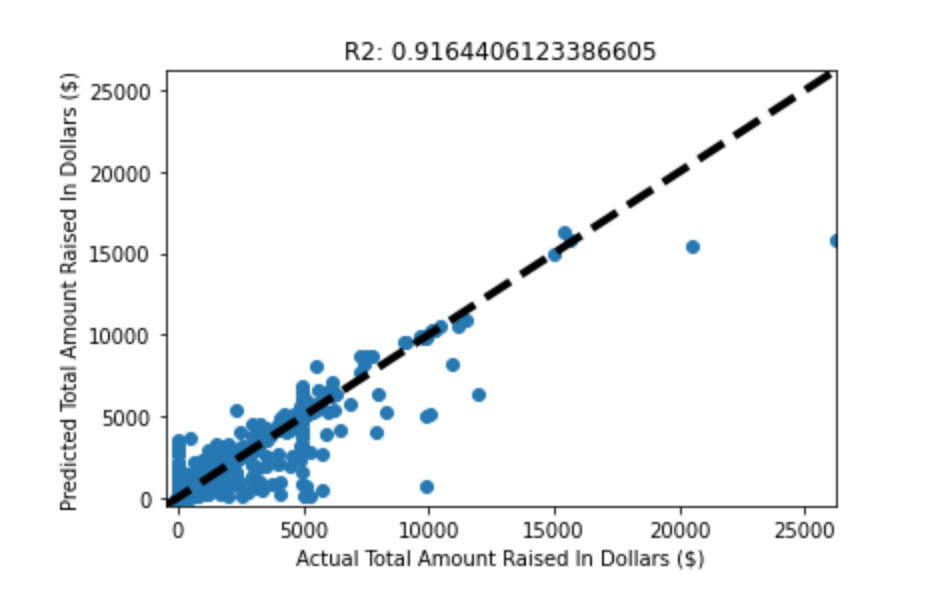 R2: 0.9164406123386605
Predicted Total Amount Raised In Dollars ($)
25000
20000
15000
10000
5000
0
0 5000 10000 15000 20000 25000
Actual Total Amount Raised In Dollars ($)